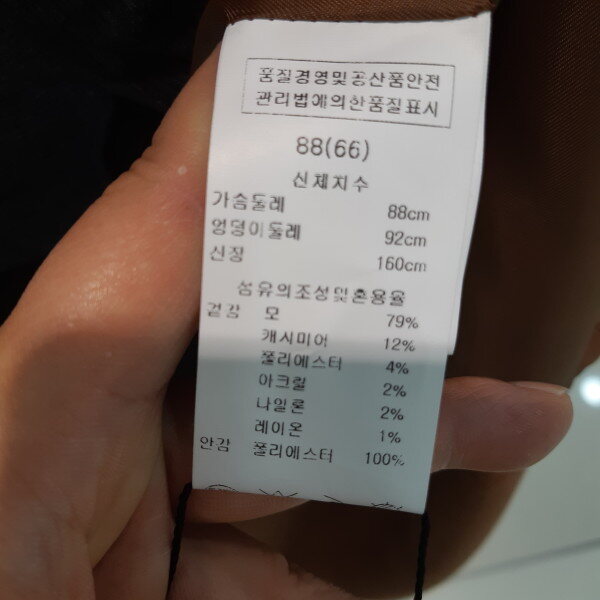 품질경영및공산품안전
관리법에의한품질표시
88(66)
신체치수
가슴둘레 88cm
엉덩이둘레 92cm
신장 160cm
섬유의조성및혼용율
겉감 모 79%
캐시미어 12%
폴리에스터 4%
아크릴 2%
나일론 2%
레이온 1%
안감 폴리에스터 100%